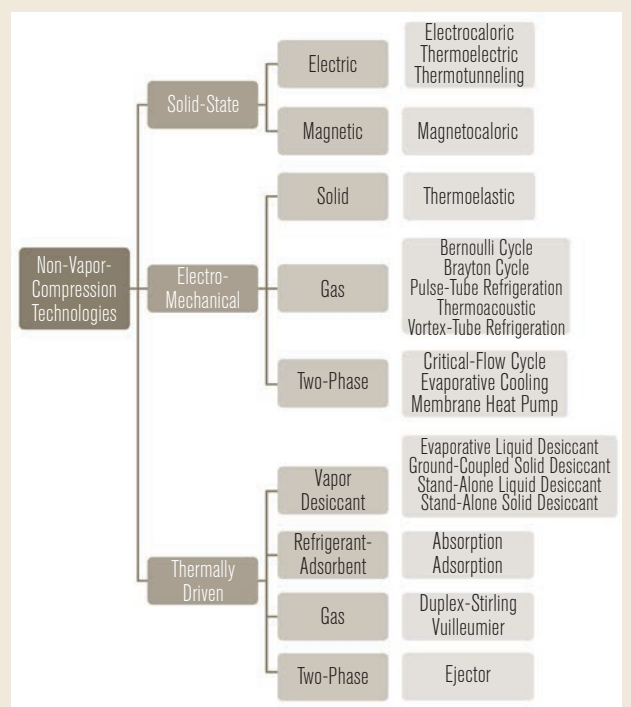 Non-Vapor-
Compression
Technologies
Solid-State
Electric
Electrocaloric
Thermoelectric
Thermotunneling
Magnetic
Magnetocaloric
Electro-
Mechanical
Solid
Thermoelastic
Gas
Bernoulli Cycle
Brayton Cycle
Pulse-Tube Refrigeration
Thermoacoustic
Vortex-Tube Refrigeration
Two-Phase
Critical-Flow Cycle
Evaporative Cooling
Membrane Heat Pump
Thermally
Driven
Vapor
Desiccant
Evaporative Liquid Desiccant
Ground-Coupled Solid Desiccant
Stand-Alone Liquid Desiccant
Stand-Alone Solid Desiccant
Refrigerant-
Adsorbent
Absorption
Adsorption
Gas
Duplex-Stirling
Vuilleumier
Two-Phase
Ejector